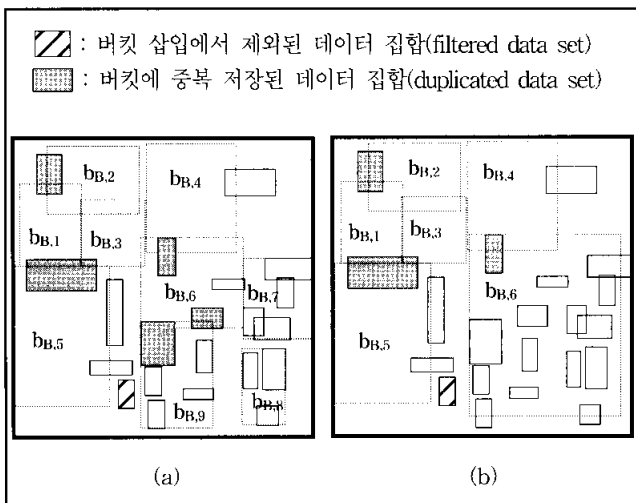 : 버킷 삽입에서 제외된 데이터 집합(filtered data set)
: 버킷에 중복 저장된 데이터 집합(duplicated data set)
bB,2
bB,4
bB,1
bB,3
bB,6
bB,7
bB,5
bB,9
bB,8
(a)
bB,2
bB,4
bB,1
bB,3
bB,6
bB,5
(b)